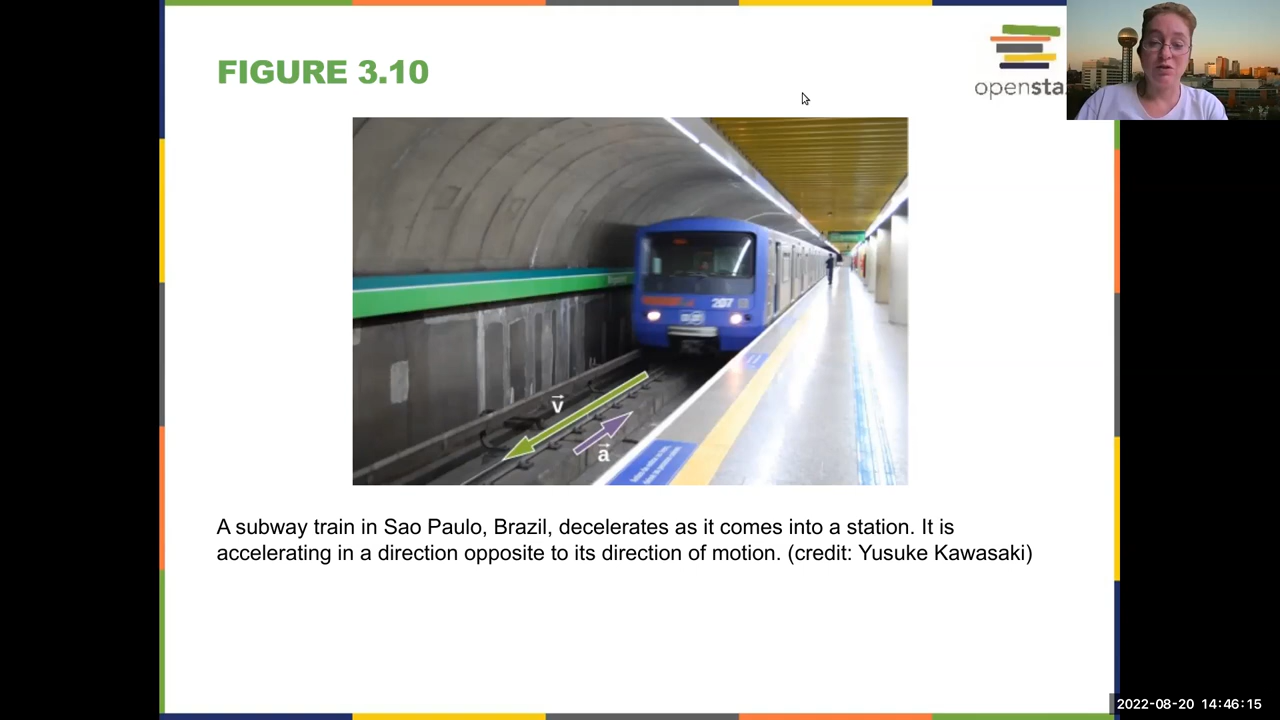 FIGURE 3.10
opensta
207
v
a
A subway train in Sao Paulo, Brazil, decelerates as it comes into a station. It is
accelerating in a direction opposite to its direction of motion. (credit: Yusuke Kawasaki)
2022-08-20 14:46:15